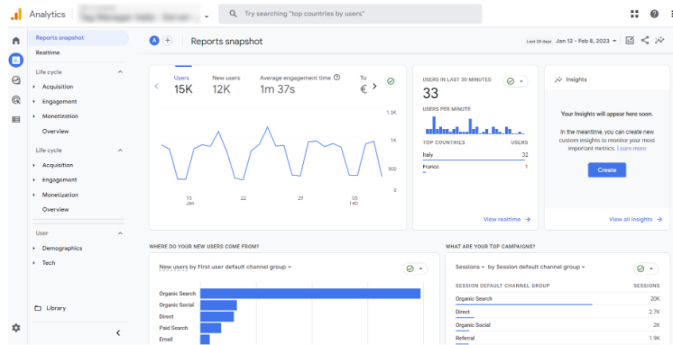 Analytics
Try searching "top countries by users"
Reports snapshot
Realtime
Life cycle
Acquisition
Engagement
Monetization
Overview
Life cycle
Acquisition
Engagement
Monetization
Overview
User
Demographics
Tech
Library
A
Reports snapshot
Last 28 days Jan 12 - Feb 8, 2023
Users
15K
New users
12K
Average engagement time
1m 37s
To
€
1.5K
1K
500
0
15
Jan
22
29
05
Feb
USERS IN LAST 30 MINUTES
33
USERS PER MINUTE
TOP COUNTRIES USERS
Italy 32
France 1
View realtime
Insights
Your Insights will appear here soon.
In the meantime, you can create new
custom insights to monitor your most
important metrics. Learn more
Create
View all insights
WHERE DO YOUR NEW USERS COME FROM?
New users by First user default channel group
Organic Search
Organic Social
Direct
Paid Search
Email
WHAT ARE YOUR TOP CAMPAIGNS?
Sessions by Session default channel group
SESSION DEFAULT CHANNEL GROUP SESSIONS
Organic Search 20K
Direct 2.7K
Organic Social 2K
Referral 1.9K